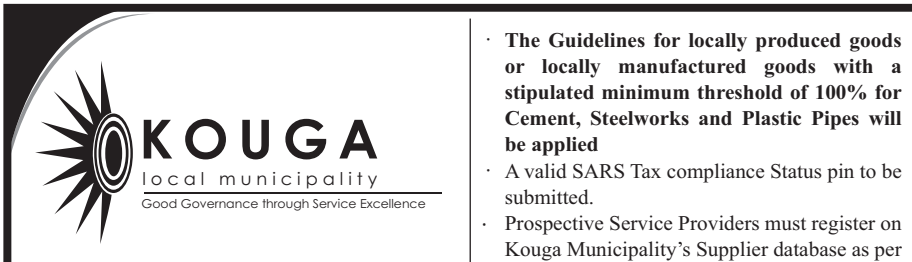 KOUGA
local municipality
Good Governance through Service Excellence
· The Guidelines for locally produced goods
or locally manufactured goods with a
stipulated minimum threshold of 100% for
Cement, Steelworks and Plastic Pipes will
be applied
· A valid SARS Tax compliance Status pin to be
submitted.
· Prospective Service Providers must register on
Kouga Municipality’s Supplier database as per